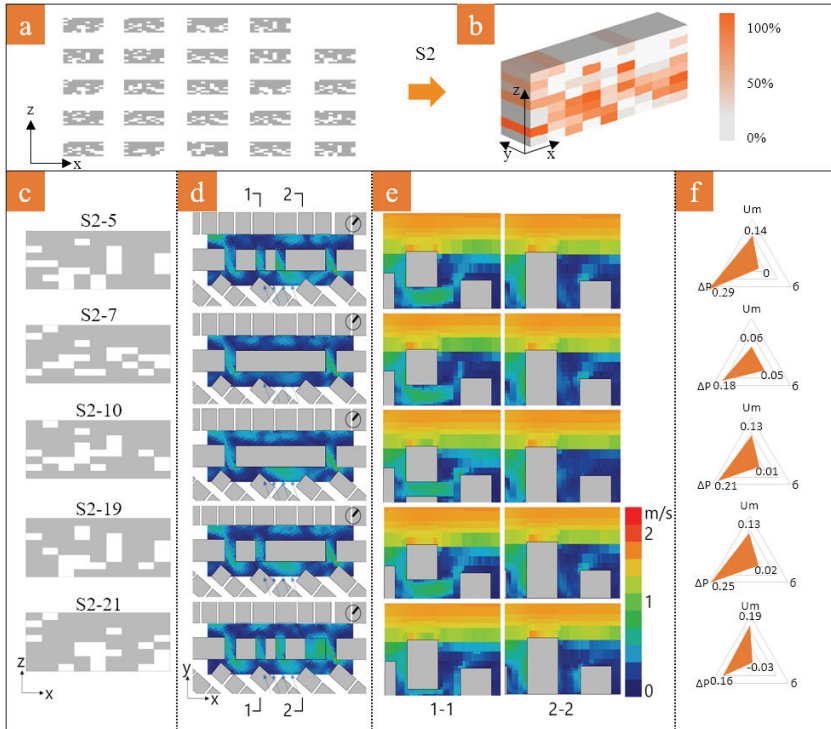 a
z
x
S2
b
z
y
x
100%
50%
0%
c
S2-5
S2-7
S2-10
S2-19
S2-21
z
x
d
1
2
y
x
1
2
e
1-1
2-2
m/s
2
1
0
f
Um
0.14
0
ΔP
0.29
6
Um
0.06
0.05
ΔP
0.18
6
Um
0.13
0.01
ΔP
0.21
6
Um
0.13
0.02
ΔP
0.25
6
Um
0.19
-0.03
ΔP
0.16
6